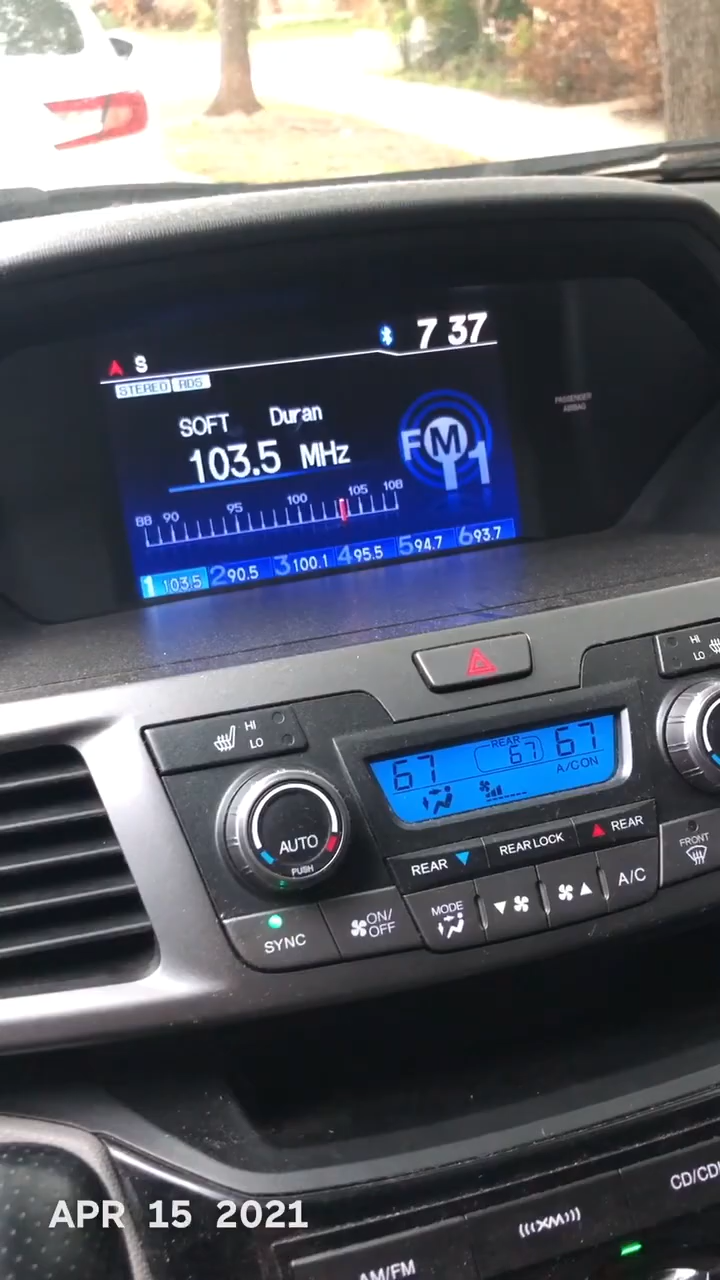 S
7 37
STEREO RDS
SOFT Duran
103.5 MHz
FM1
88 90 95 100 105 108
1 103.5 2 90.5 3 100.1 4 95.5 5 94.7 6 93.7
PASSENGER
AIRBAG
HI
LO
HI
LO
67 REAR 67 67
A/C ON
AUTO
PUSH
REAR REAR LOCK REAR
FRONT
SYNC ON/OFF MODE A/C
APR 15 2021
AM/FM XM CD/CD